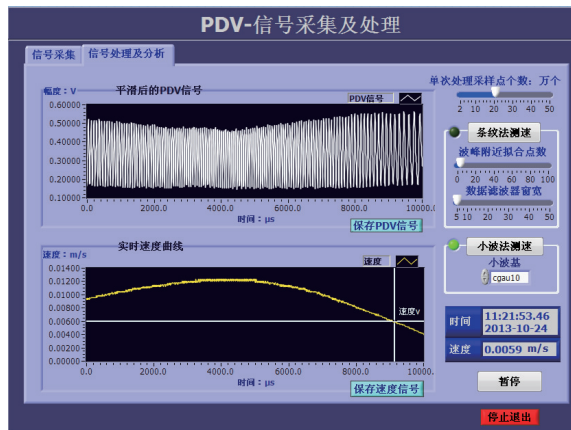 PDV-信号采集及处理
信号采集 信号处理及分析
幅度：V 平滑后的PDV信号 PDV信号
0.60000
0.50000
0.40000
0.30000
0.20000
0.10000
0.0 2000.0 4000.0 6000.0 8000.0 10000.
时间：μs
保存PDV信号
实时速度曲线
速度：m/s 速度
0.01400
0.01200
0.01000
0.00800
0.00600
0.00400
0.00200
0.00000
速度v
0.0 2000.0 4000.0 6000.0 8000.0 10000.
时间：μs
保存速度信号
单次处理采样点个数：万个
2 10 20 30 40 50
条纹法测速
波峰附近拟合点数
0 20 40 60 80 100
数据滤波器窗宽
5 10 20 30 40 50
小波法测速
小波基
cgau10
时间 11:21:53.46
2013-10-24
速度 0.0059 m/s
暂停
停止退出